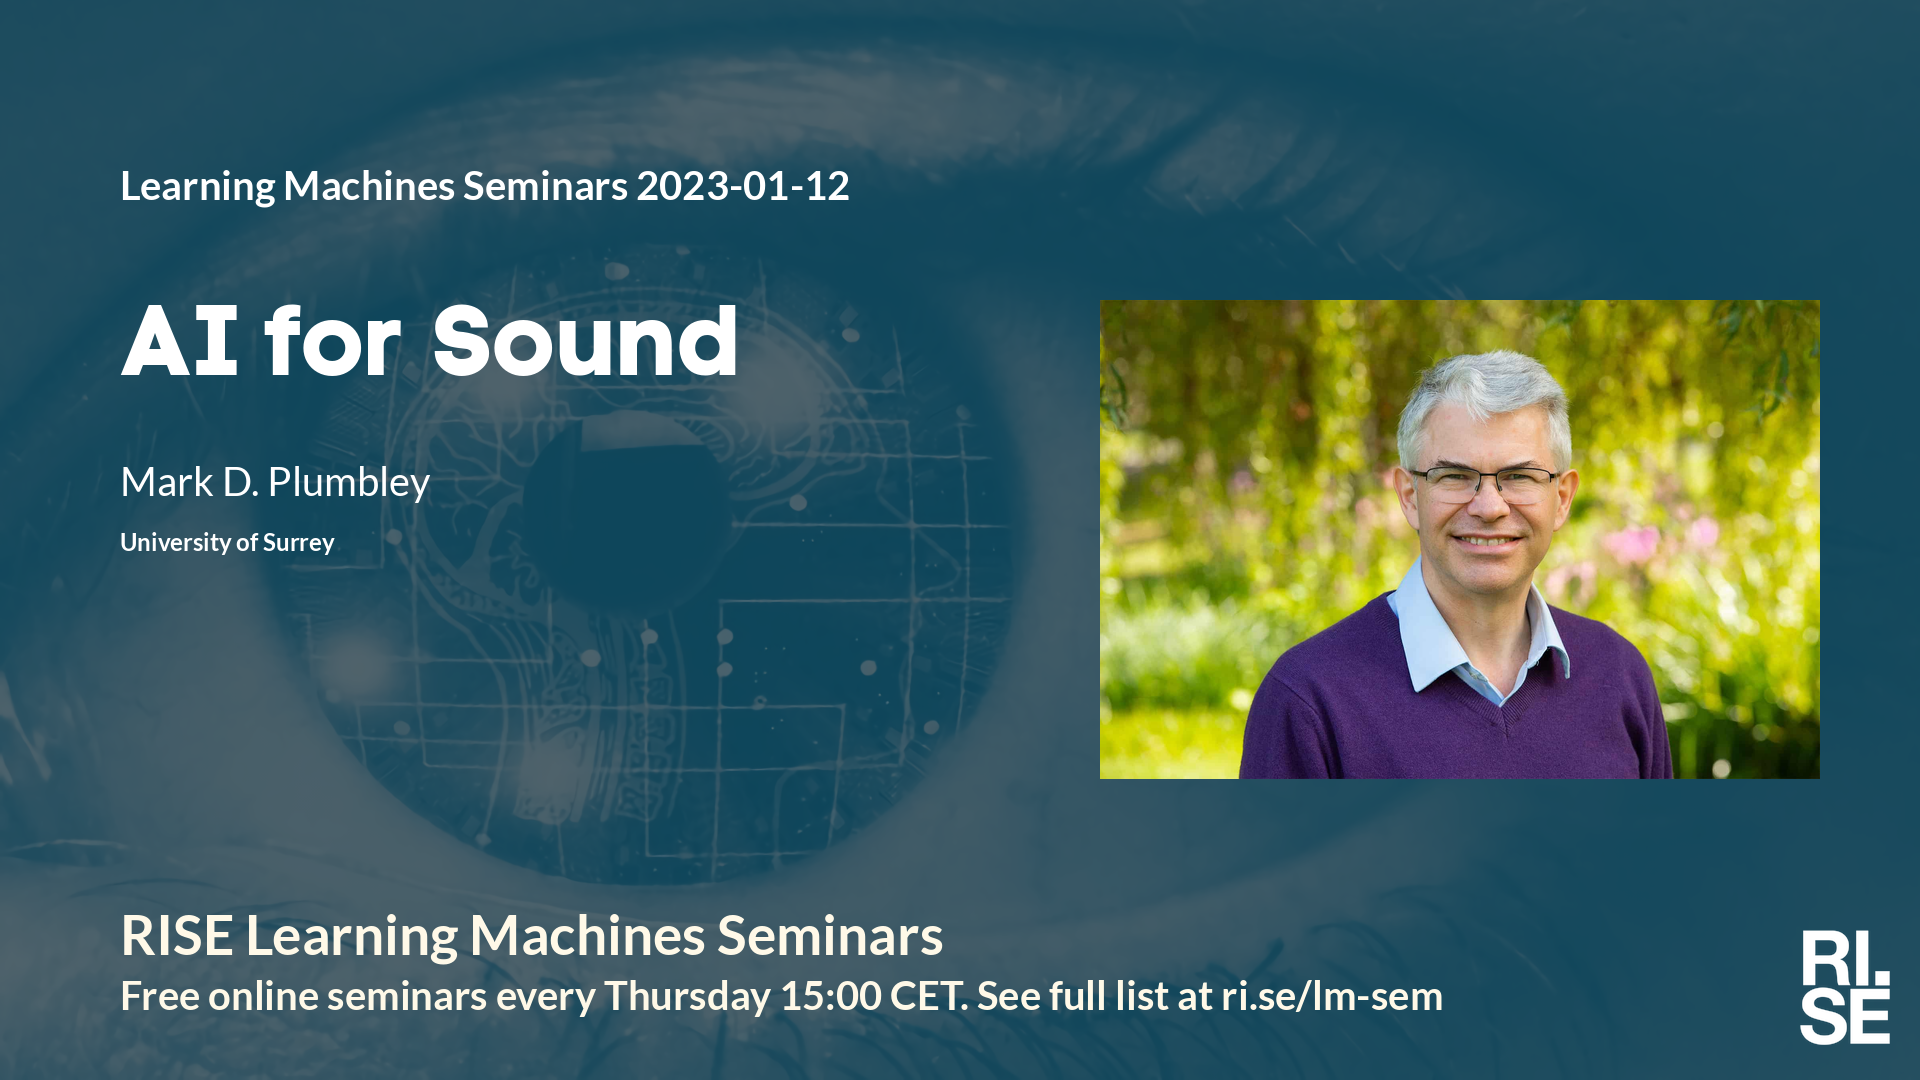 Learning Machines Seminars 2023-01-12
AI for Sound
Mark D. Plumbley
University of Surrey
RISE Learning Machines Seminars
Free online seminars every Thursday 15:00 CET. See full list at ri.se/lm-sem
RI.
SE